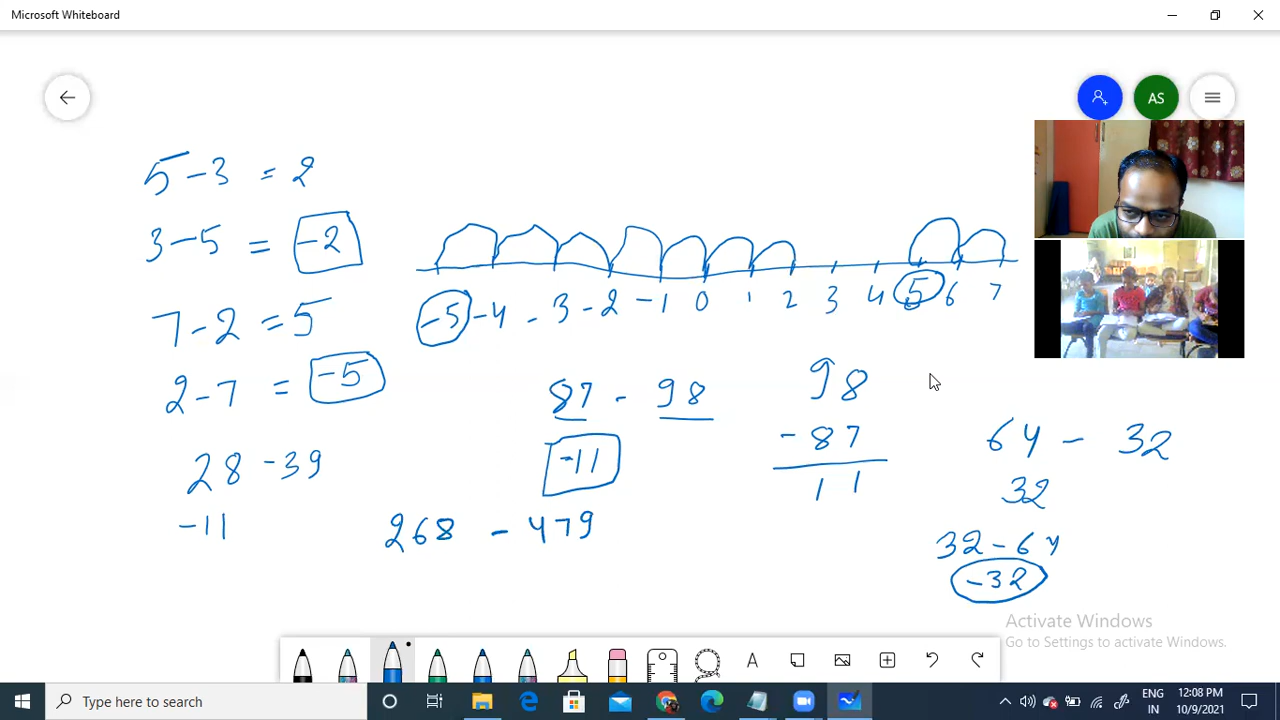 Microsoft Whiteboard
AS
5 - 3 = 2
3 - 5 = -2
7 - 2 = 5
2 - 7 = -5
28 - 39
-11
-5 -4 -3 -2 -1 0 1 2 3 4 5 6 7
87 - 98
-11
98
- 87
11
268 - 479
64 - 32
32
32 - 64
-32
Activate Windows
Go to Settings to activate Windows.
A
Type here to search
ENG
IN
12:08 PM
10/9/2021